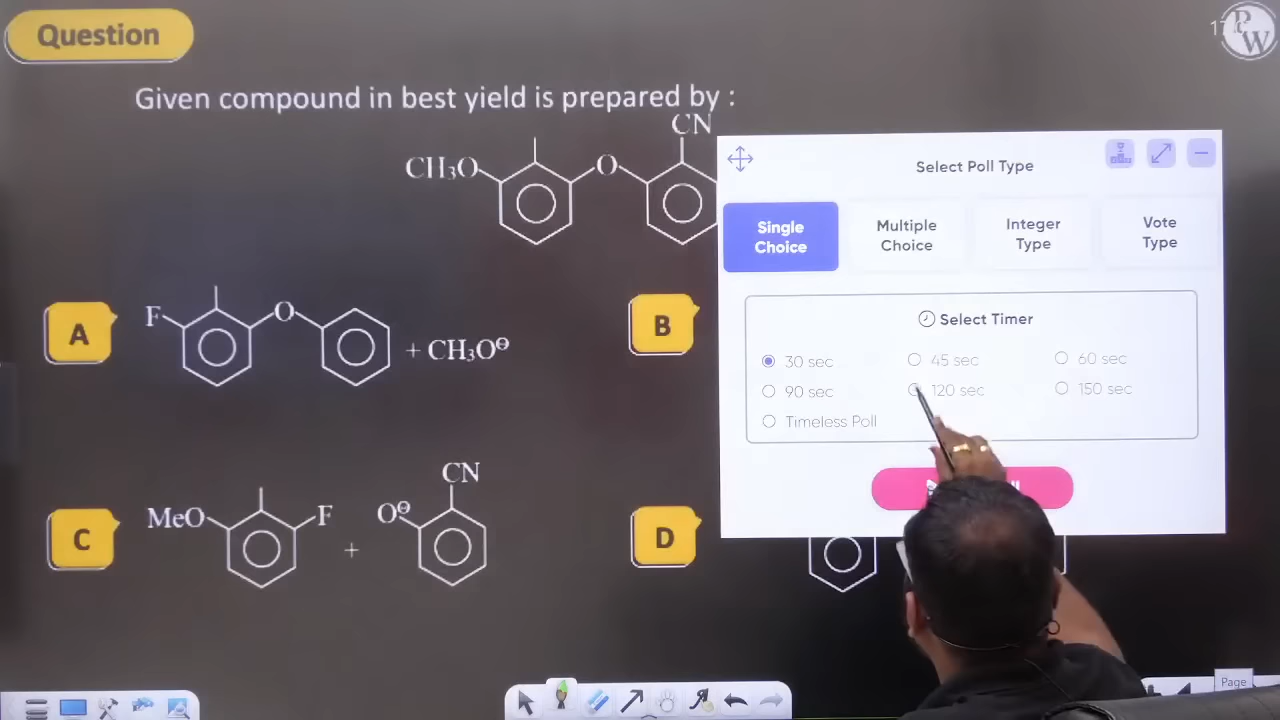 Question
PW
Given compound in best yield is prepared by :
CN
CH₃O
O
Select Poll Type
Single Choice
Multiple Choice
Integer Type
Vote Type
Select Timer
30 sec
45 sec
60 sec
90 sec
120 sec
150 sec
Timeless Poll
A
F
O
+ CH₃O⊖
B
C
MeO
F
+
O⊖
CN
D
Page